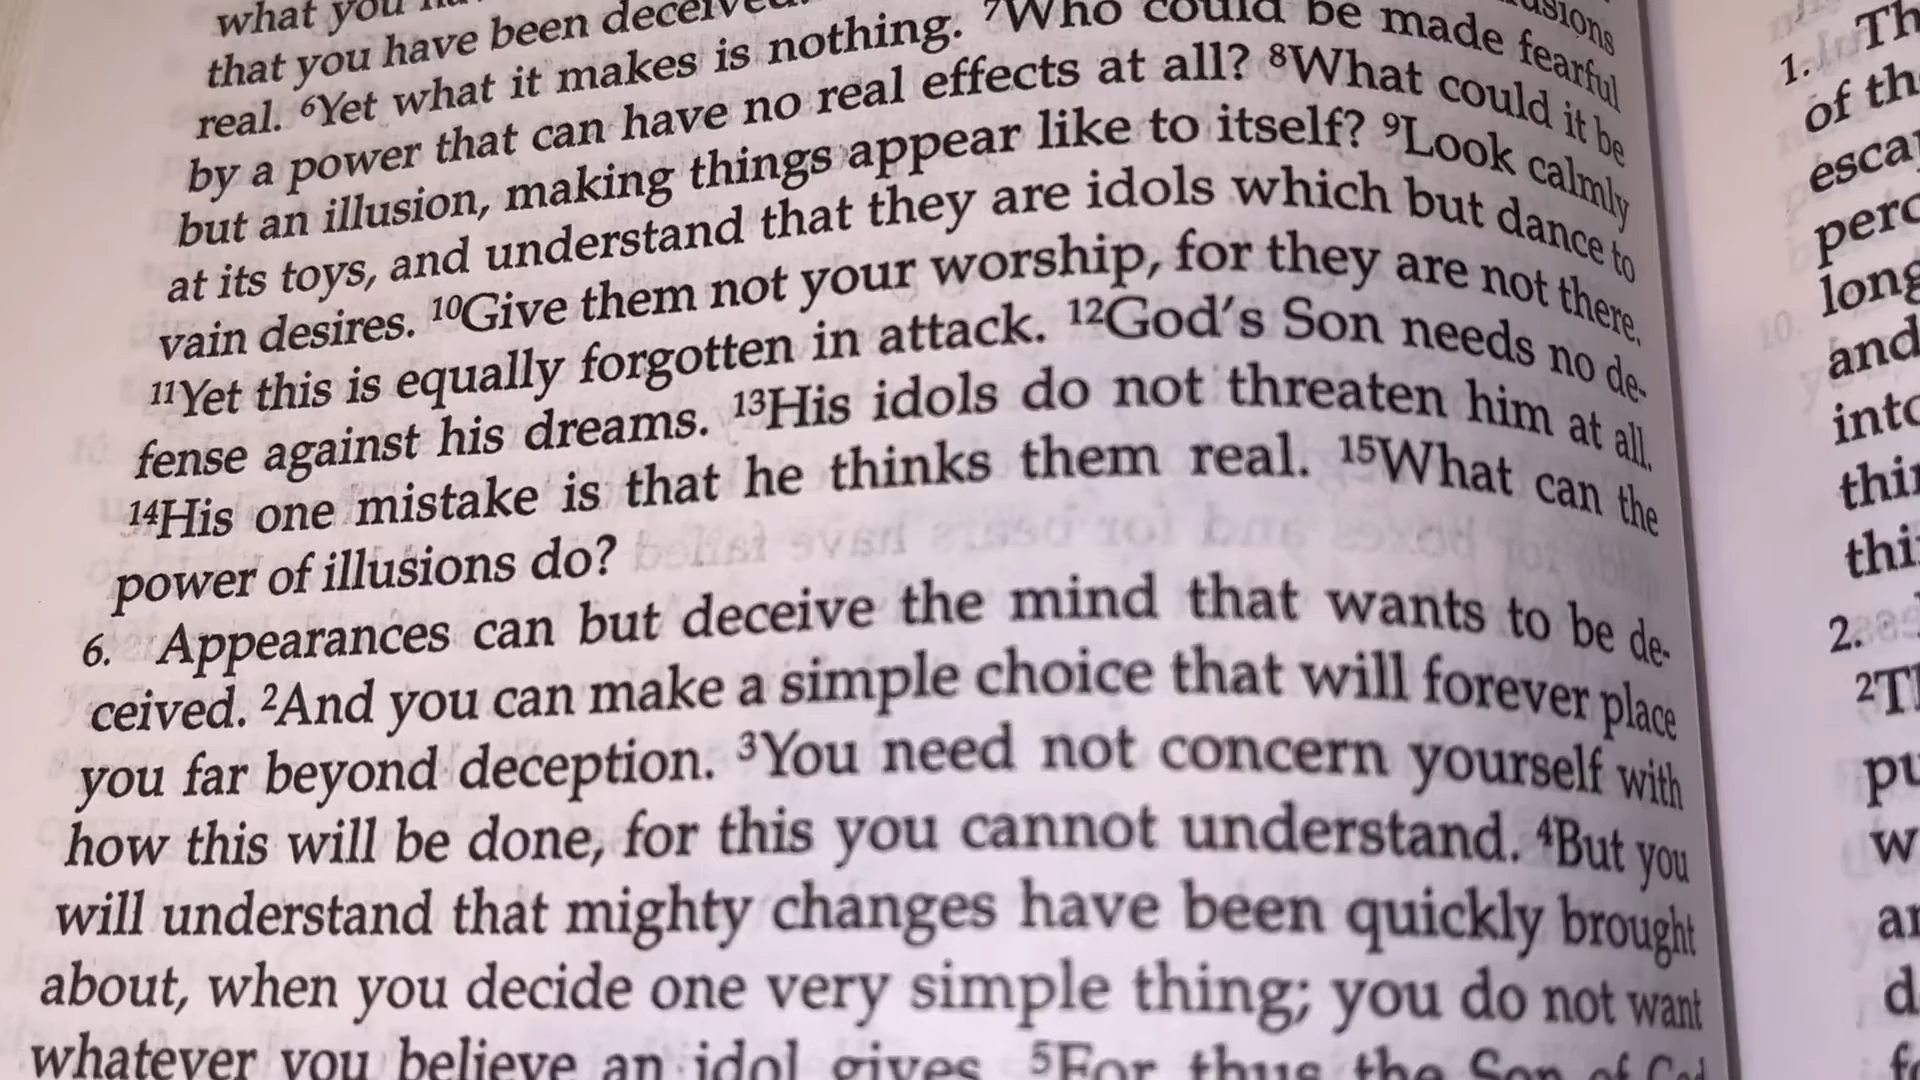 what you
that you have been deceived.
real. ⁶Yet what it makes is nothing. ⁷Who could be made fearful
by a power that can have no real effects at all? ⁸What could it be
but an illusion, making things appear like to itself? ⁹Look calmly
at its toys, and understand that they are idols which but dance to
vain desires. ¹⁰Give them not your worship, for they are not there.
¹¹Yet this is equally forgotten in attack. ¹²God's Son needs no de-
fense against his dreams. ¹³His idols do not threaten him at all.
¹⁴His one mistake is that he thinks them real. ¹⁵What can the
power of illusions do?
6. Appearances can but deceive the mind that wants to be de-
ceived. ²And you can make a simple choice that will forever place
you far beyond deception. ³You need not concern yourself with
how this will be done, for this you cannot understand. ⁴But you
will understand that mighty changes have been quickly brought
about, when you decide one very simple thing; you do not want
whatever you believe an idol gives. ⁵For thus the Son of God
1. Th
of th
esca
perc
long
and
into
thi
thi
2.
²Th
pu
w
ar
d